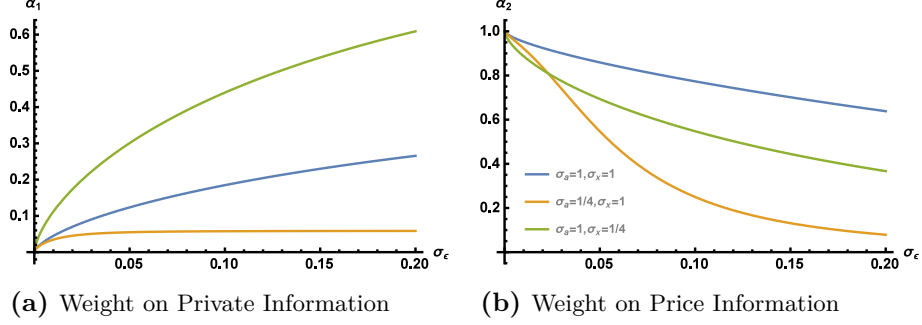 α₁
0.6
0.5
0.4
0.3
0.2
0.1
0.05 0.10 0.15 0.20
σϵ
(a) Weight on Private Information
α₂
1.0
0.8
0.6
0.4
0.2
σₐ=1,σₓ=1
σₐ=1/4,σₓ=1
σₐ=1,σₓ=1/4
0.05 0.10 0.15 0.20
σϵ
(b) Weight on Price Information